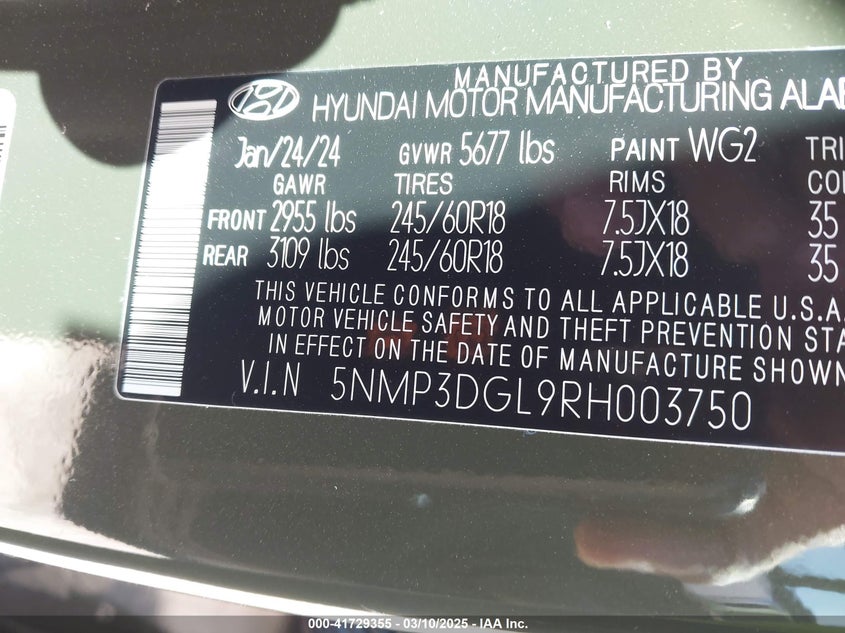 MANUFACTURED BY
HYUNDAI MOTOR MANUFACTURING ALAB
Jan/24/24 GVWR 5677 lbs PAINT WG2 TRI
GAWR TIRES RIMS CO
FRONT 2955 lbs 245/60R18 7.5JX18 35
REAR 3109 lbs 245/60R18 7.5JX18 35
THIS VEHICLE CONFORMS TO ALL APPLICABLE U.S.A.
MOTOR VEHICLE SAFETY AND THEFT PREVENTION STA
IN EFFECT ON THE DATE OF MANUFACTURE SHOWN
V.I.N 5NMP3DGL9RH003750
000-41729355 — 03/10/2025 — IAA Inc.